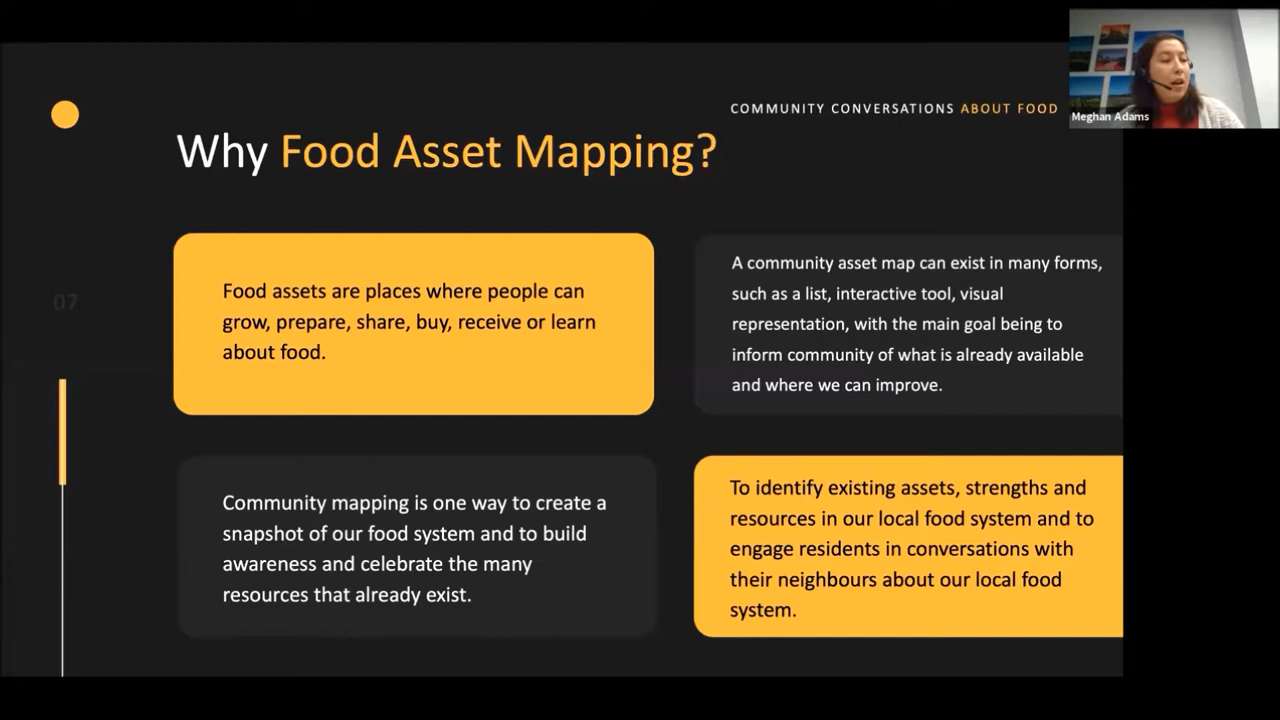 COMMUNITY CONVERSATIONS ABOUT FOOD
Meghan Adams
Why Food Asset Mapping?
Food assets are places where people can
grow, prepare, share, buy, receive or learn
about food.
A community asset map can exist in many forms,
such as a list, interactive tool, visual
representation, with the main goal being to
inform community of what is already available
and where we can improve.
07
Community mapping is one way to create a
snapshot of our food system and to build
awareness and celebrate the many
resources that already exist.
To identify existing assets, strengths and
resources in our local food system and to
engage residents in conversations with
their neighbours about our local food
system.